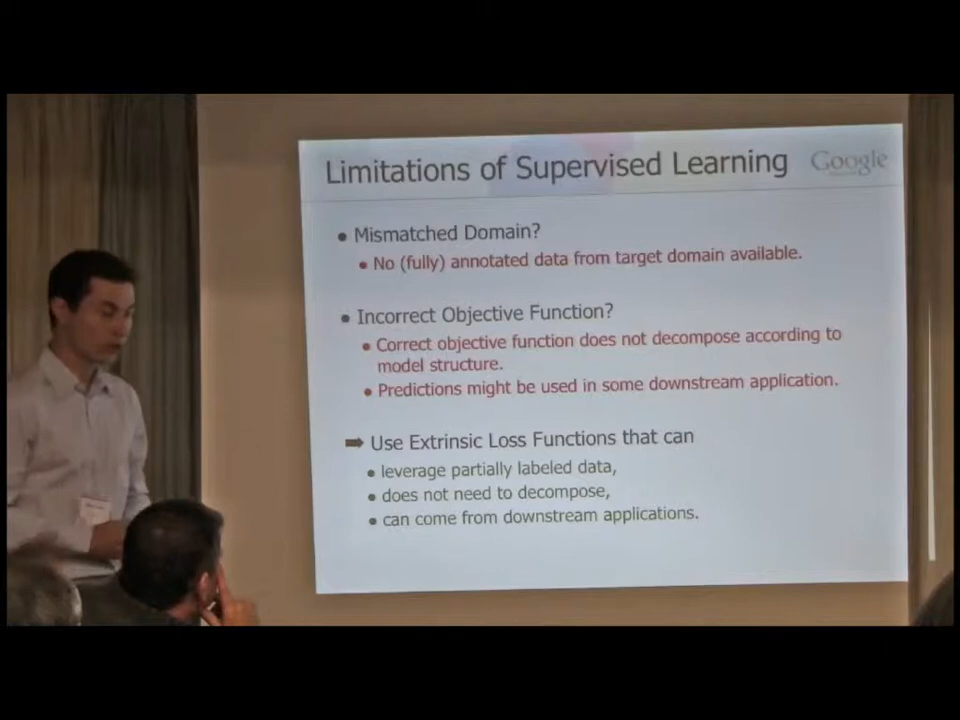 Limitations of Supervised Learning
Google
• Mismatched Domain?
• No (fully) annotated data from target domain available.
• Incorrect Objective Function?
• Correct objective function does not decompose according to
model structure.
• Predictions might be used in some downstream application.
➡ Use Extrinsic Loss Functions that can
• leverage partially labeled data,
• does not need to decompose,
• can come from downstream applications.